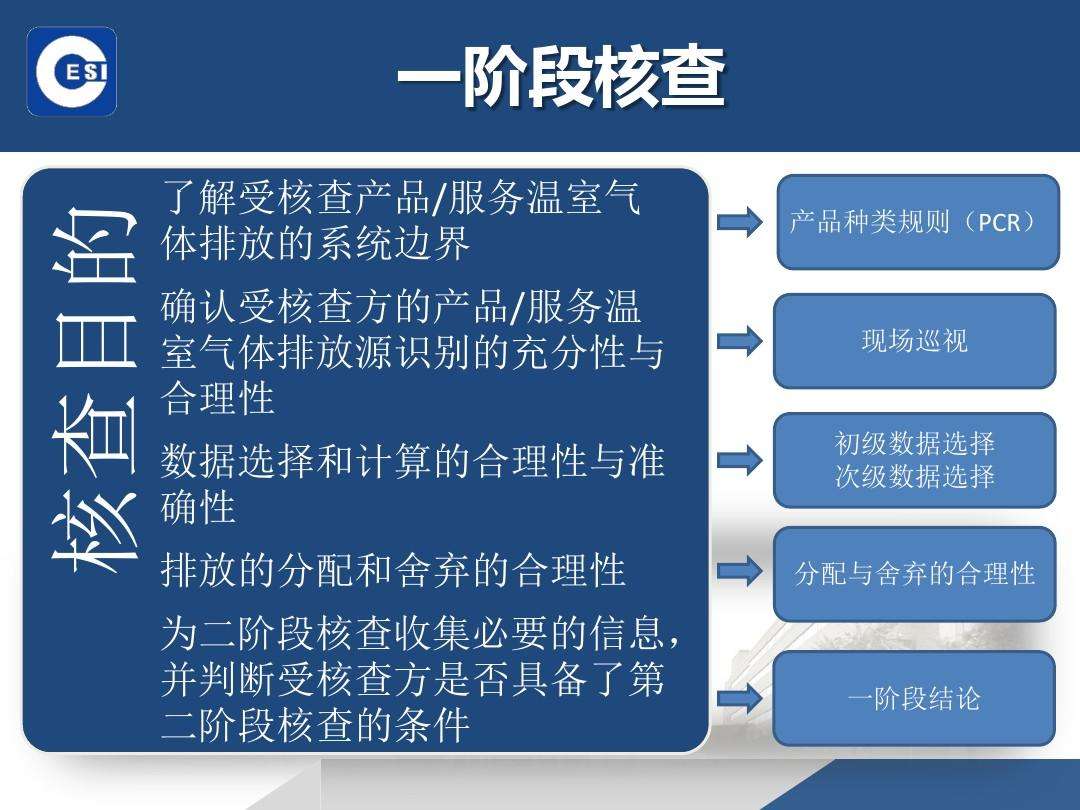 CESI
一阶段核查
核查目的
了解受核查产品/服务温室气
体排放的系统边界
确认受核查方的产品/服务温
室气体排放源识别的充分性与
合理性
数据选择和计算的合理性与准
确性
排放的分配和舍弃的合理性
为二阶段核查收集必要的信息，
并判断受核查方是否具备了第
二阶段核查的条件
产品种类规则（PCR）
现场巡视
初级数据选择
次级数据选择
分配与舍弃的合理性
一阶段结论